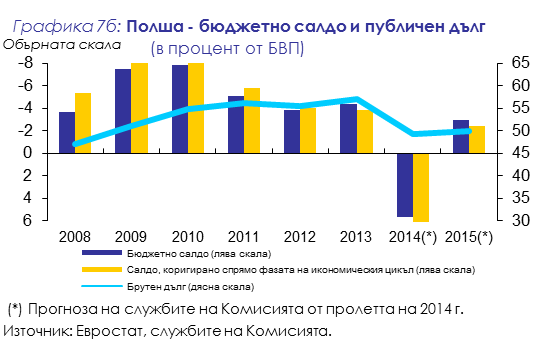 Графика 7б: Полша - бюджетно салдо и публичен дълг
Обърната скала
(в процент от БВП)
-8 65
-6 60
-4 55
-2 50
0 45
2 40
4 35
6 30
2008 2009 2010 2011 2012 2013 2014(*) 2015(*)
Бюджетно салдо (лява скала)
Салдо, коригирано спрямо фазата на икономическия цикъл (лява скала)
Брутен дълг (дясна скала)
(*) Прогноза на службите на Комисията от пролетта на 2014 г.
Източник: Евростат, службите на Комисията.